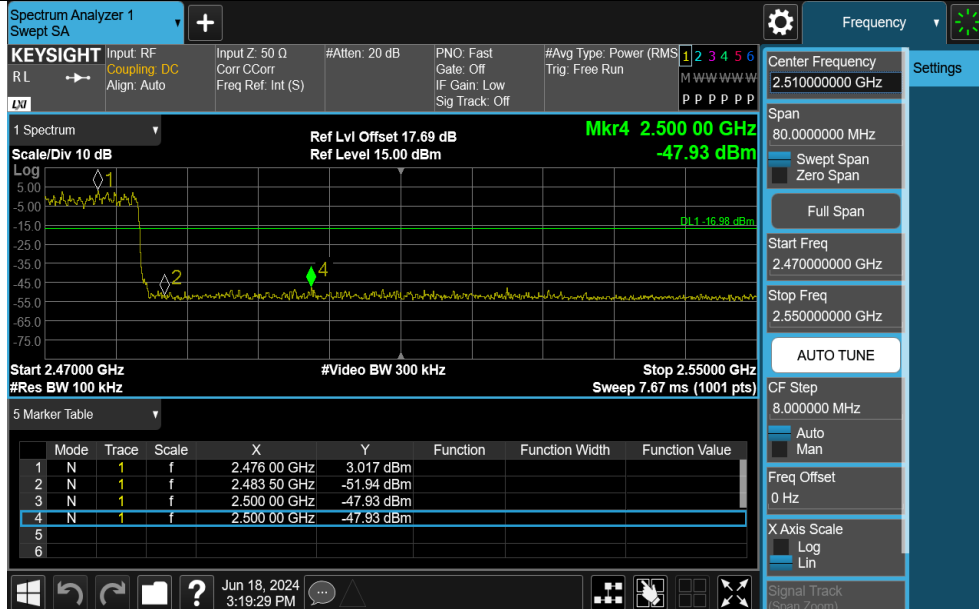 Spectrum Analyzer 1
Swept SA
+
Frequency
KEYSIGHT
R L
LXI
Input: RF
Coupling: DC
Align: Auto
Input Z: 50 Ω
Corr CCorr
Freq Ref: Int (S)
#Atten: 20 dB
PNO: Fast
Gate: Off
IF Gain: Low
Sig Track: Off
#Avg Type: Power (RMS
Trig: Free Run
1 2 3 4 5 6
M W W W W W
P P P P P P
1 Spectrum
Scale/Div 10 dB
Ref Lvl Offset 17.69 dB
Ref Level 15.00 dBm
Mkr4 2.500 00 GHz
-47.93 dBm
Log
5.00
-5.00
-15.0
-25.0
-35.0
-45.0
-55.0
-65.0
-75.0
1
2
4
DL1 -16.98 dBm
Start 2.47000 GHz
#Video BW 300 kHz
Stop 2.55000 GHz
#Res BW 100 kHz
Sweep 7.67 ms (1001 pts)
5 Marker Table
Mode Trace Scale X Y Function Function Width Function Value
1 N 1 f 2.476 00 GHz 3.017 dBm
2 N 1 f 2.483 50 GHz -51.94 dBm
3 N 1 f 2.500 00 GHz -47.93 dBm
4 N 1 f 2.500 00 GHz -47.93 dBm
5
6
?
Jun 18, 2024
3:19:29 PM
Center Frequency
2.510000000 GHz
Settings
Span
80.0000000 MHz
Swept Span
Zero Span
Full Span
Start Freq
2.470000000 GHz
Stop Freq
2.550000000 GHz
AUTO TUNE
CF Step
8.000000 MHz
Auto
Man
Freq Offset
0 Hz
X Axis Scale
Log
Lin
Signal Track
(Span Zoom)